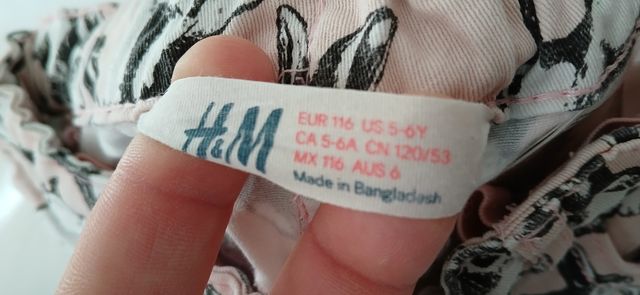 H&M
EUR 116 US 5-6Y
CA 5-6A CN 120/53
MX 116 AUS 6
Made in Bangladesh